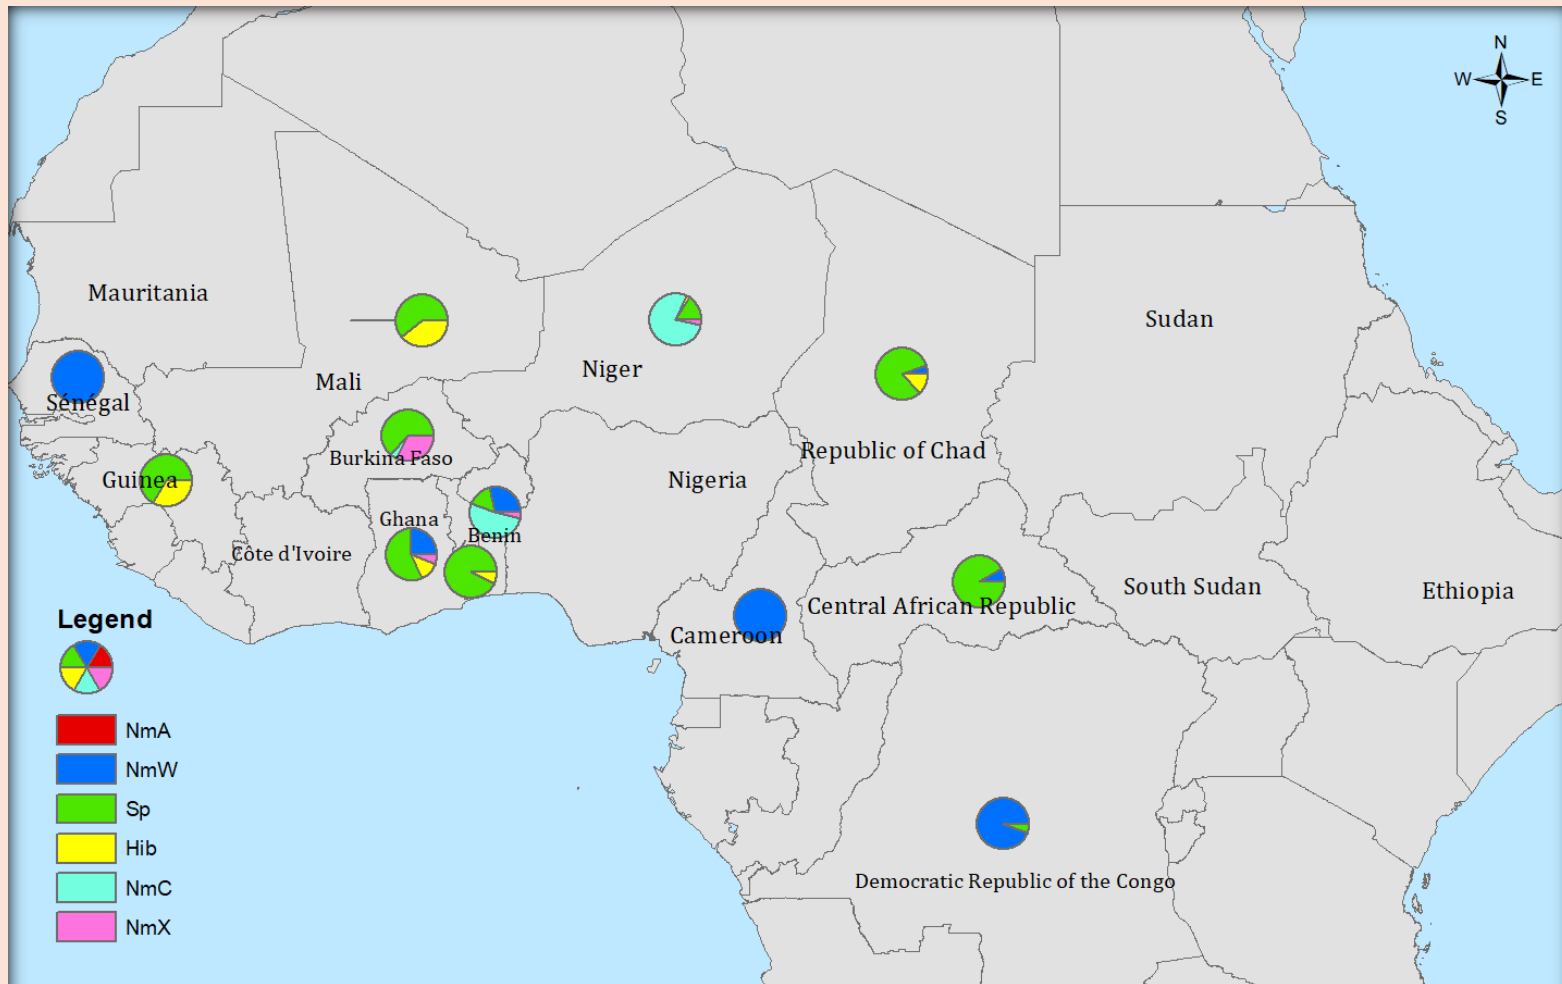 N
W E
S
Mauritania
Sudan
Mali
Niger
Sénégal
Republic of Chad
Burkina Faso
Guinea
Nigeria
Ghana
Benin
Côte d'Ivoire
South Sudan
Ethiopia
Central African Republic
Cameroon
Democratic Republic of the Congo
Legend
NmA
NmW
Sp
Hib
NmC
NmX